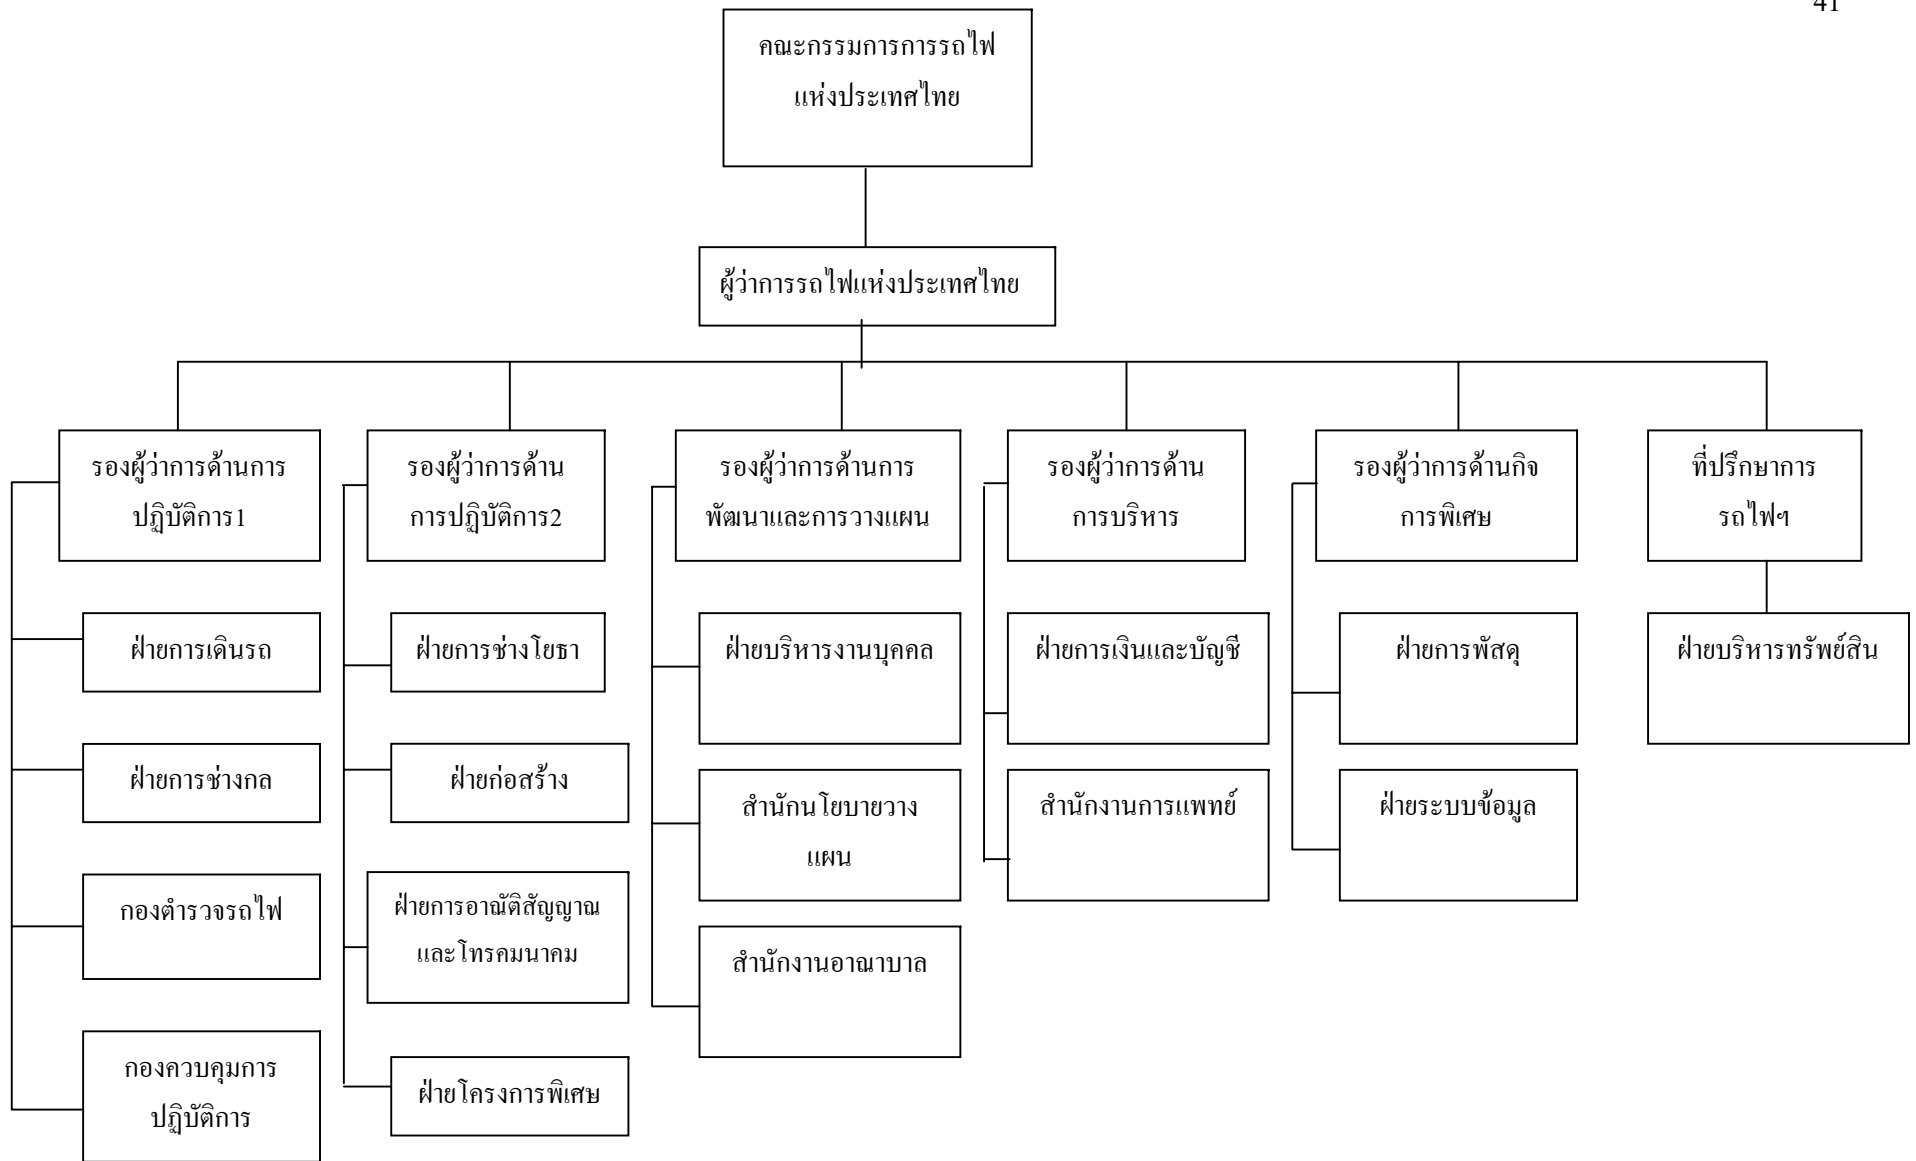 41
คณะกรรมการการรถไฟ
แห่งประเทศไทย
ผู้ว่าการรถไฟแห่งประเทศไทย
รองผู้ว่าการด้านการ
ปฏิบัติการ1
รองผู้ว่าการด้าน
การปฏิบัติการ2
รองผู้ว่าการด้านการ
พัฒนาและการวางแผน
รองผู้ว่าการด้าน
การบริหาร
รองผู้ว่าการด้านกิจ
การพิเศษ
ที่ปรึกษาการ
รถไฟฯ
ฝ่ายการเดินรถ
ฝ่ายการช่างโยธา
ฝ่ายบริหารงานบุคคล
ฝ่ายการเงินและบัญชี
ฝ่ายการพัสดุ
ฝ่ายบริหารทรัพย์สิน
ฝ่ายการช่างกล
ฝ่ายก่อสร้าง
สำนักนโยบายวาง
แผน
สำนักงานการแพทย์
ฝ่ายระบบข้อมูล
กองตำรวจรถไฟ
ฝ่ายการอาณัติสัญญาณ
และโทรคมนาคม
สำนักงานอาณาบาล
กองควบคุมการ
ปฏิบัติการ
ฝ่ายโครงการพิเศษ